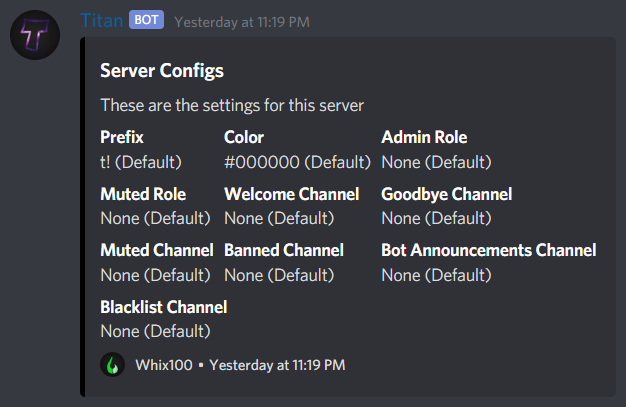 Titan BOT Yesterday at 11:19 PM
Server Configs
These are the settings for this server
Prefix Color Admin Role
t! (Default) #000000 (Default) None (Default)
Muted Role Welcome Channel Goodbye Channel
None (Default) None (Default) None (Default)
Muted Channel Banned Channel Bot Announcements Channel
None (Default) None (Default) None (Default)
Blacklist Channel
None (Default)
Whix100 • Yesterday at 11:19 PM